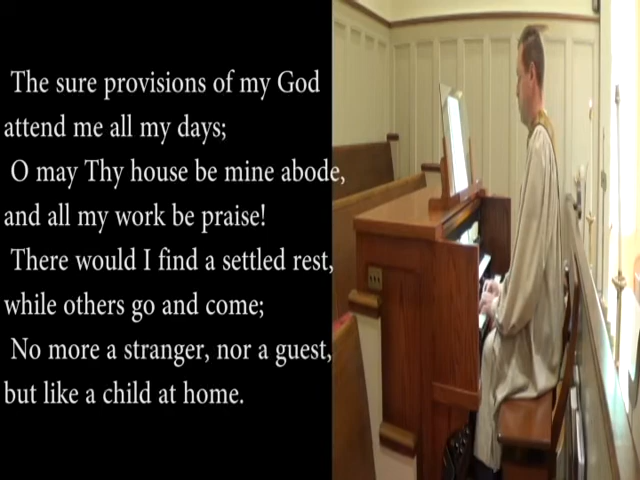 The sure provisions of my God
attend me all my days;
O may Thy house be mine abode,
and all my work be praise!
There would I find a settled rest,
while others go and come;
No more a stranger, nor a guest,
but like a child at home.